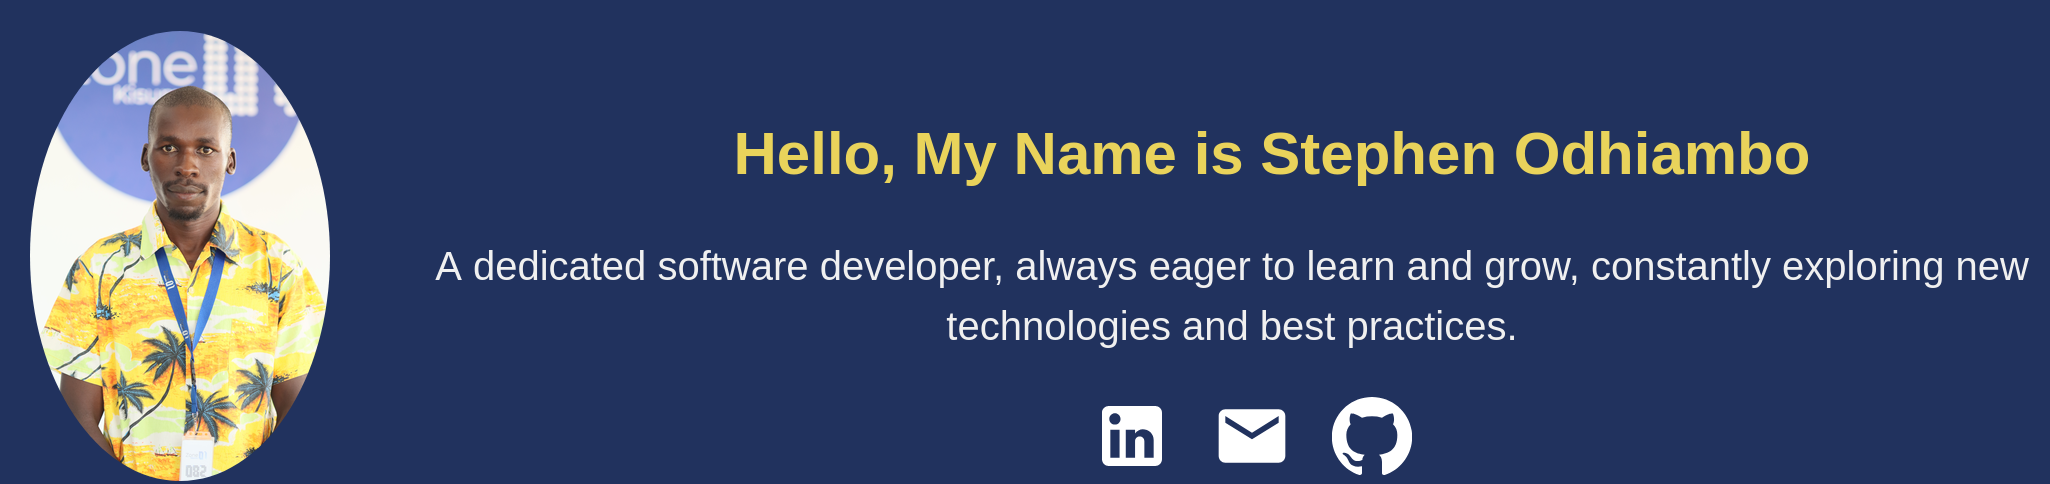 one
Kisu
Hello, My Name is Stephen Odhiambo
A dedicated software developer, always eager to learn and grow, constantly exploring new
technologies and best practices.
in